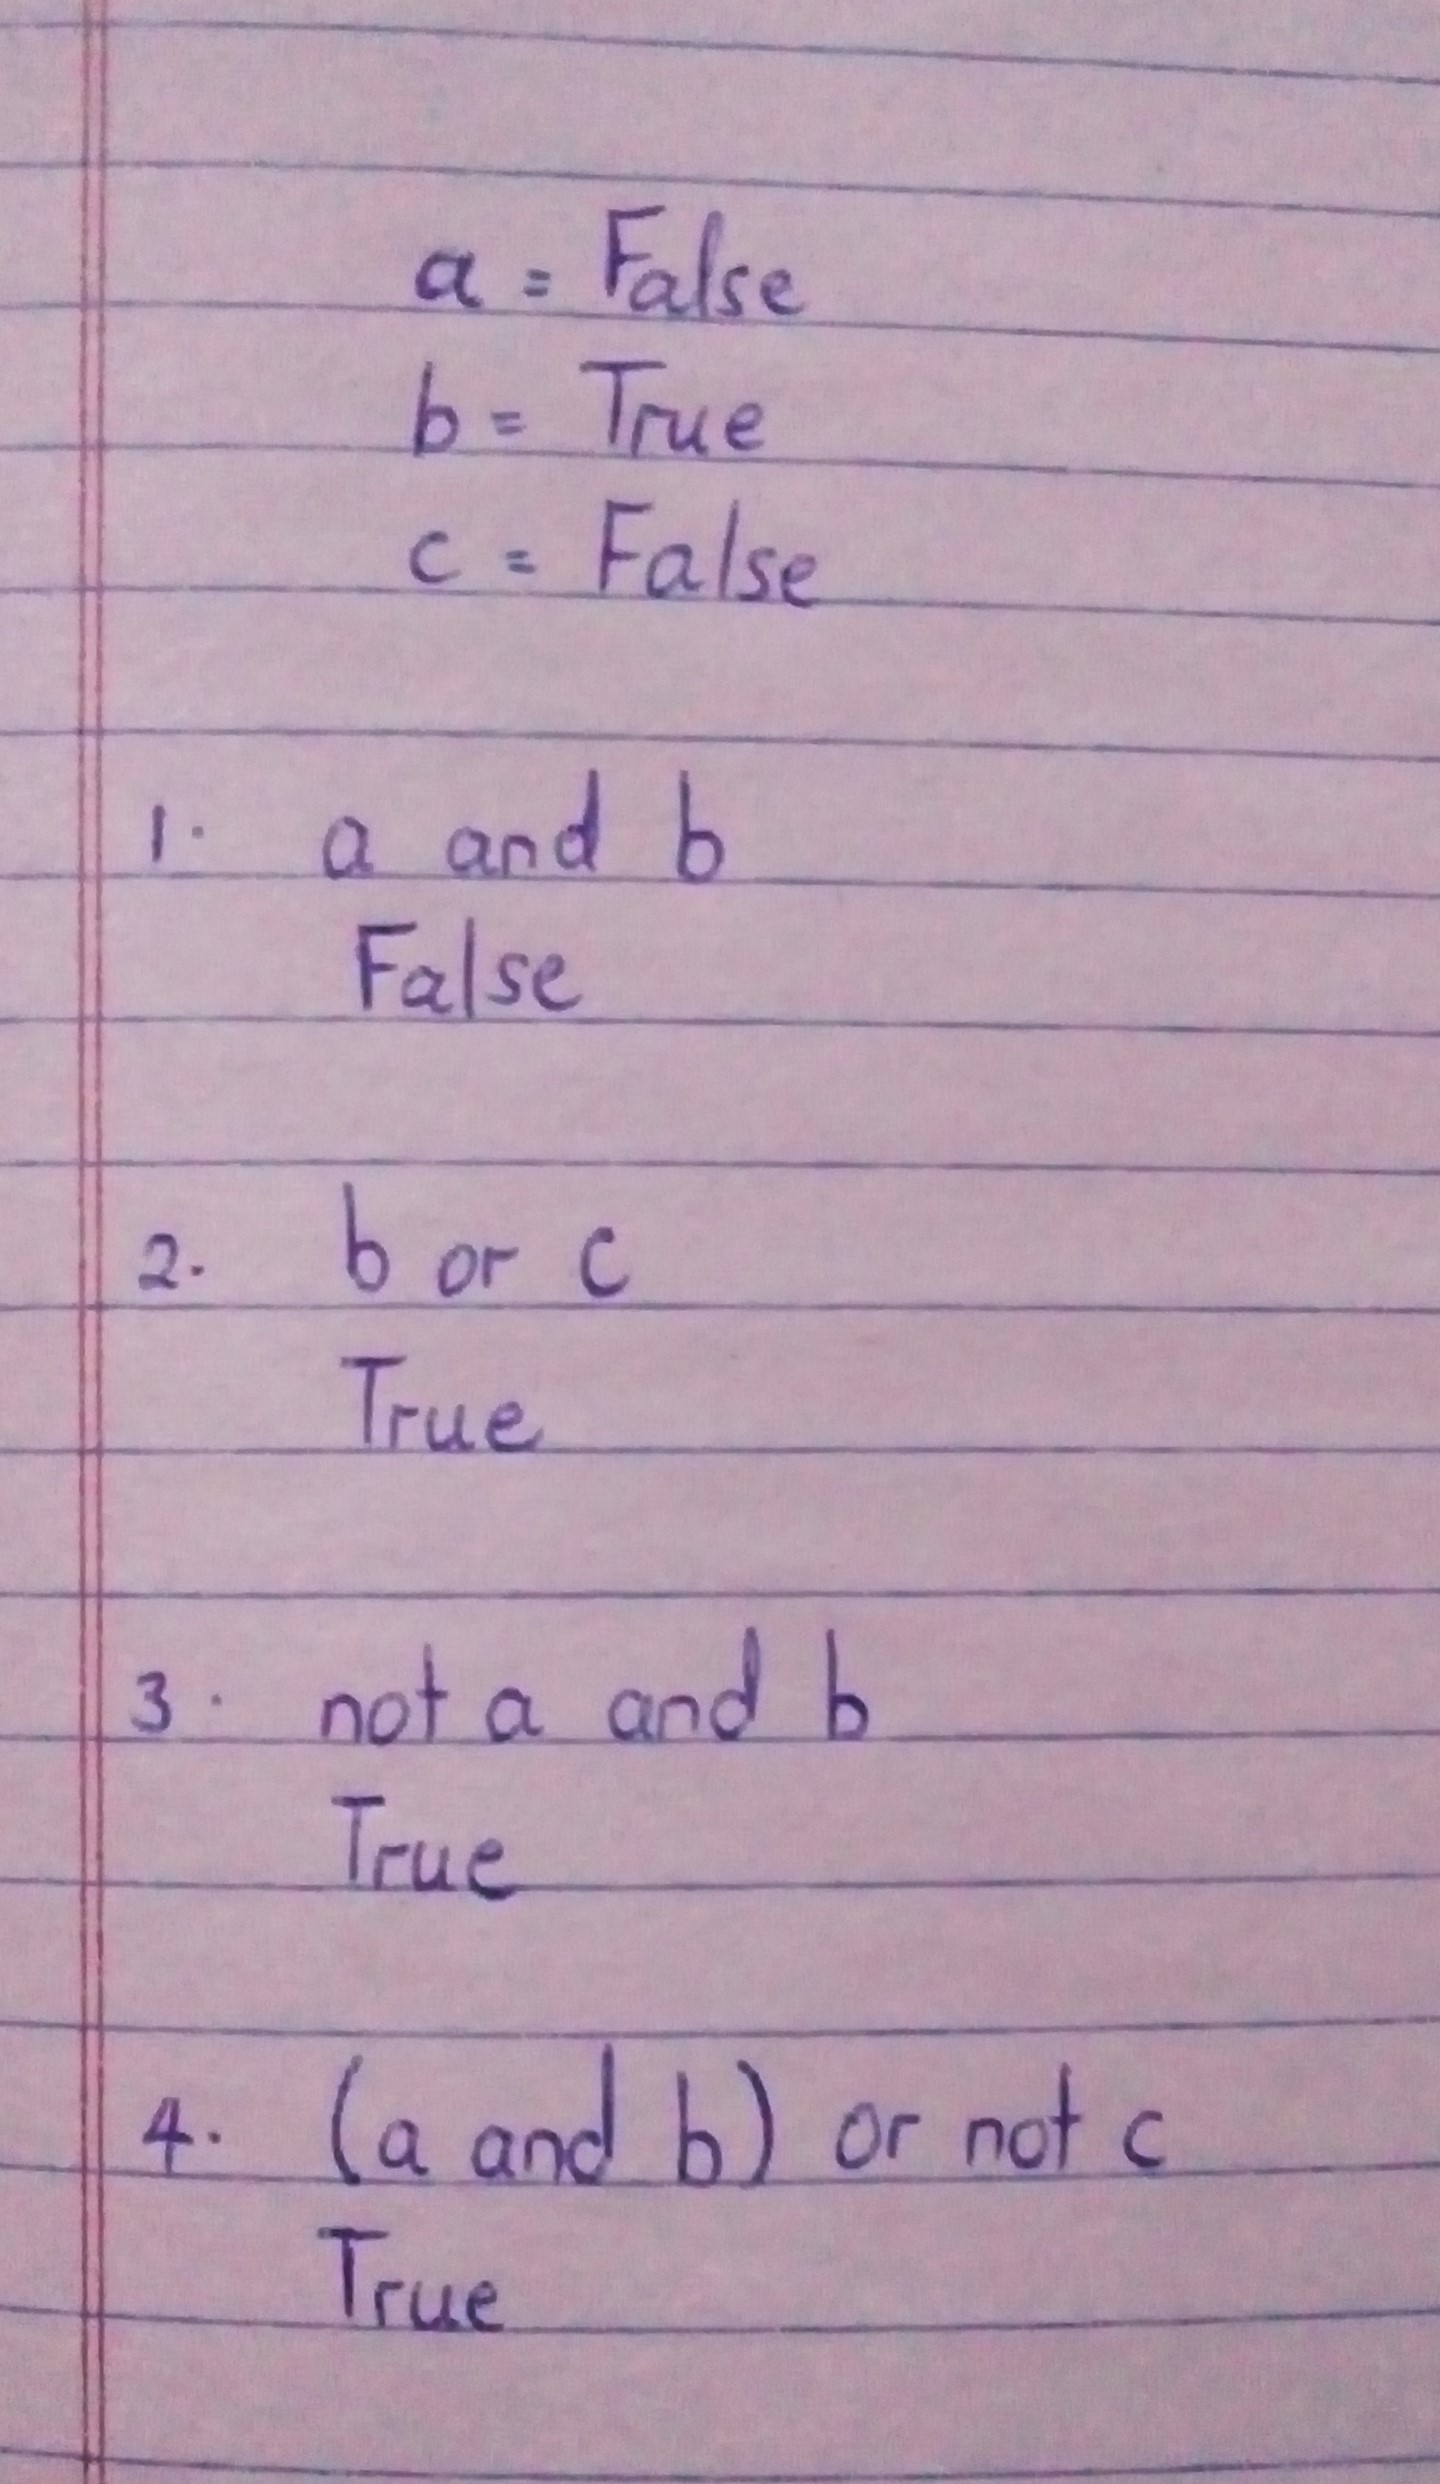 a = False
b = True
c = False
1. a and b
False
2. b or c
True
3. not a and b
True
4. (a and b) or not c
True